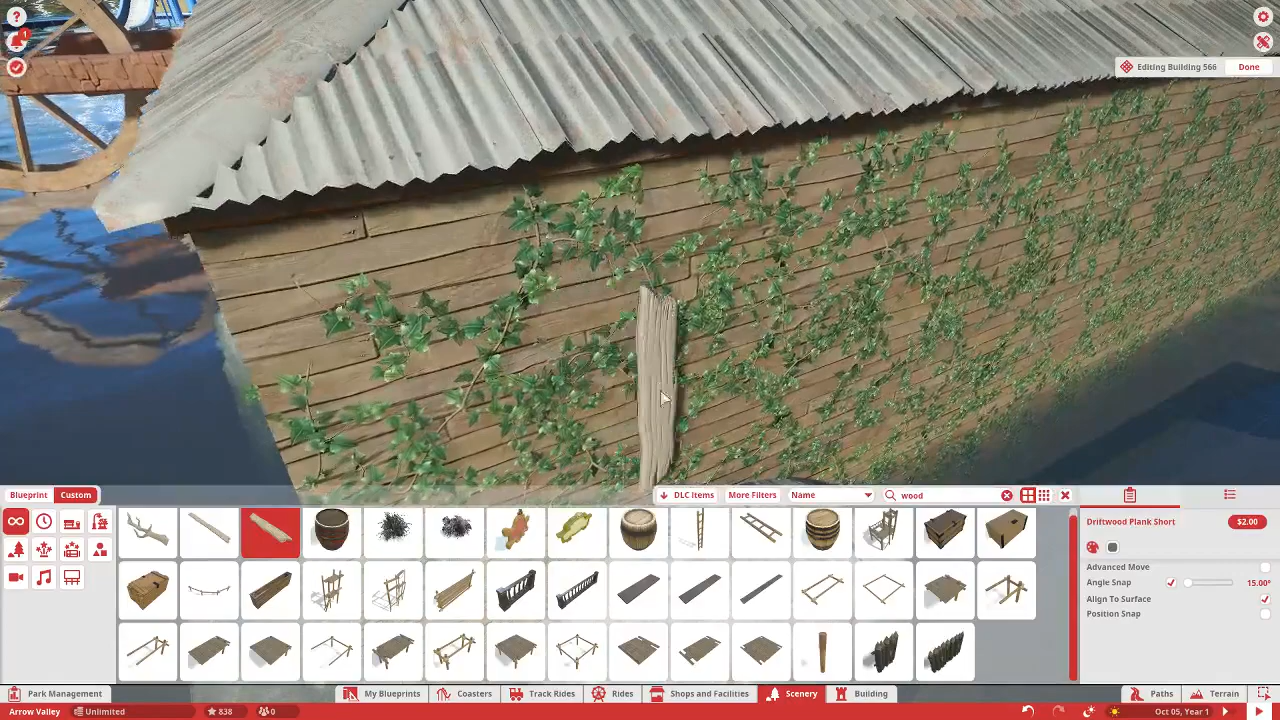 ?
1
Editing Building 566 Done
Blueprint Custom DLC Items More Filters Name wood
Driftwood Plank Short $2.00
Advanced Move
Angle Snap 15.00°
Align To Surface
Position Snap
Park Management My Blueprints Coasters Track Rides Rides Shops and Facilities Scenery Building Paths Terrain
Arrow Valley Unlimited 838 0 Oct 05, Year 1